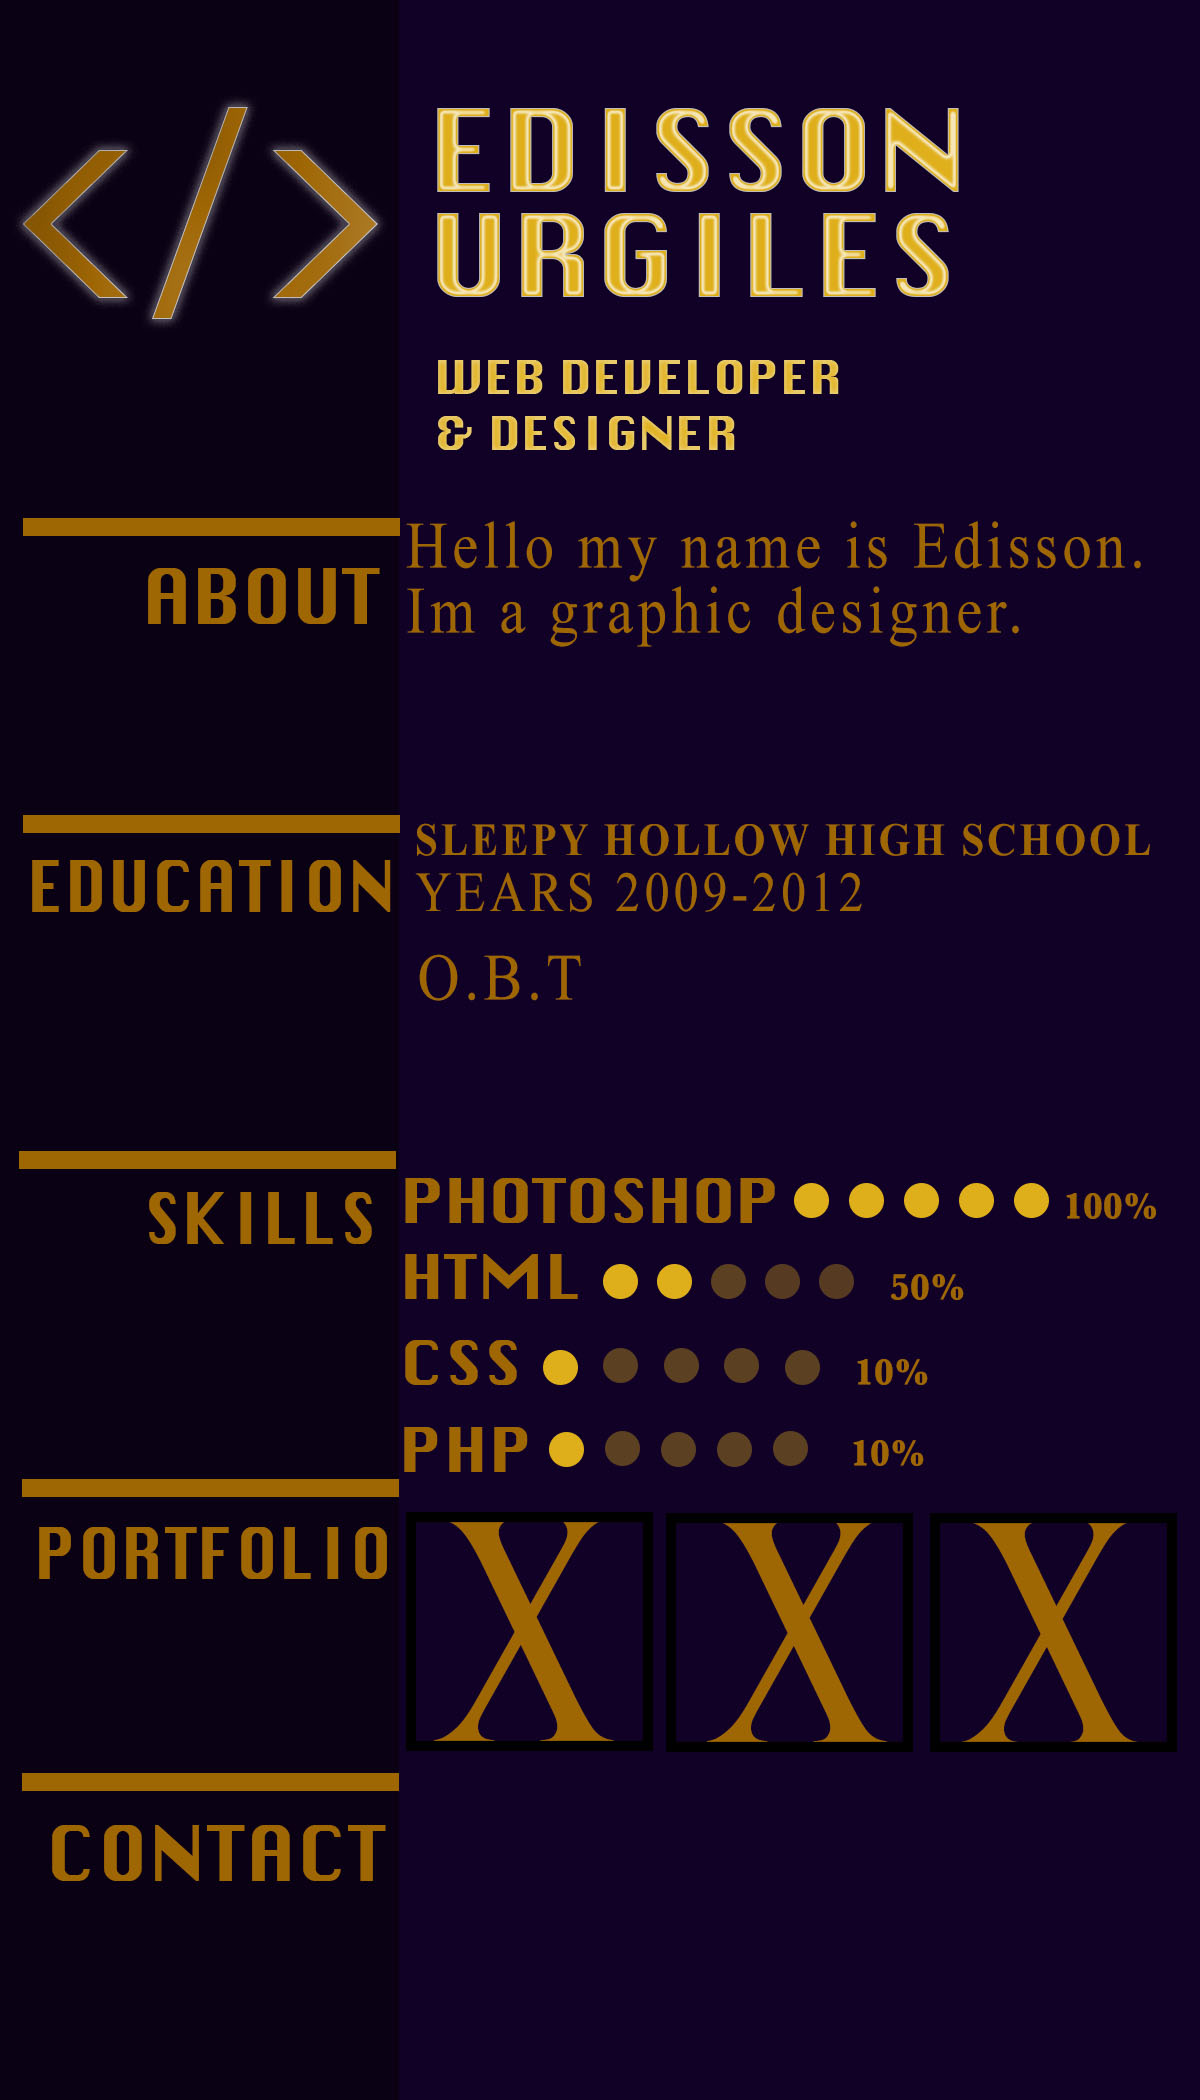 </>
EDISSON
URGILES
WEB DEVELOPER
& DESIGNER
ABOUT
Hello my name is Edisson.
Im a graphic designer.
EDUCATION
SLEEPY HOLLOW HIGH SCHOOL
YEARS 2009-2012
O.B.T
SKILLS
PHOTOSHOP 100%
HTML 50%
CSS 10%
PHP 10%
PORTFOLIO
X X X
CONTACT